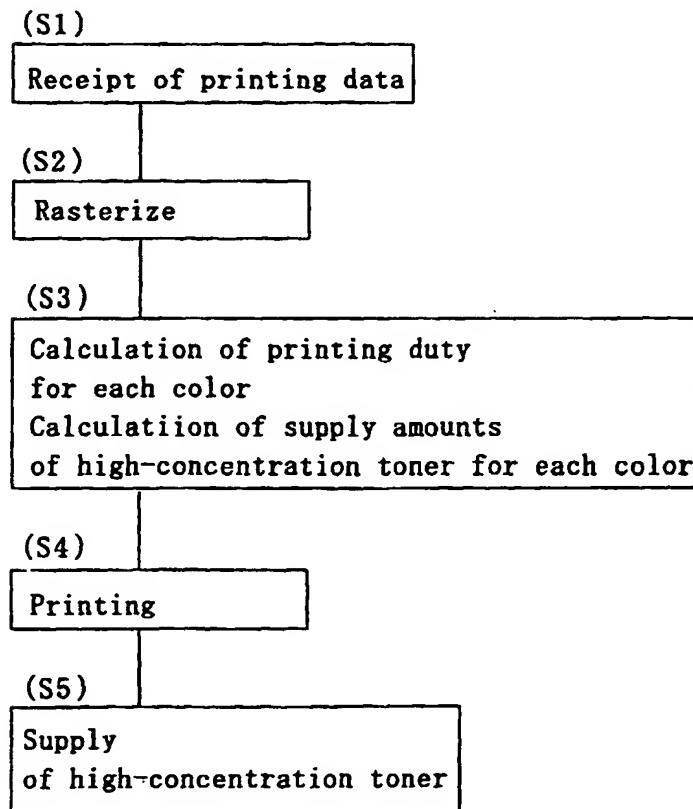 (S1)
Receipt of printing data
(S2)
Rasterize
(S3)
Calculation of printing duty
for each color
Calculatiion of supply amounts
of high-concentration toner for each color
(S4)
Printing
(S5)
Supply
of high-concentration toner